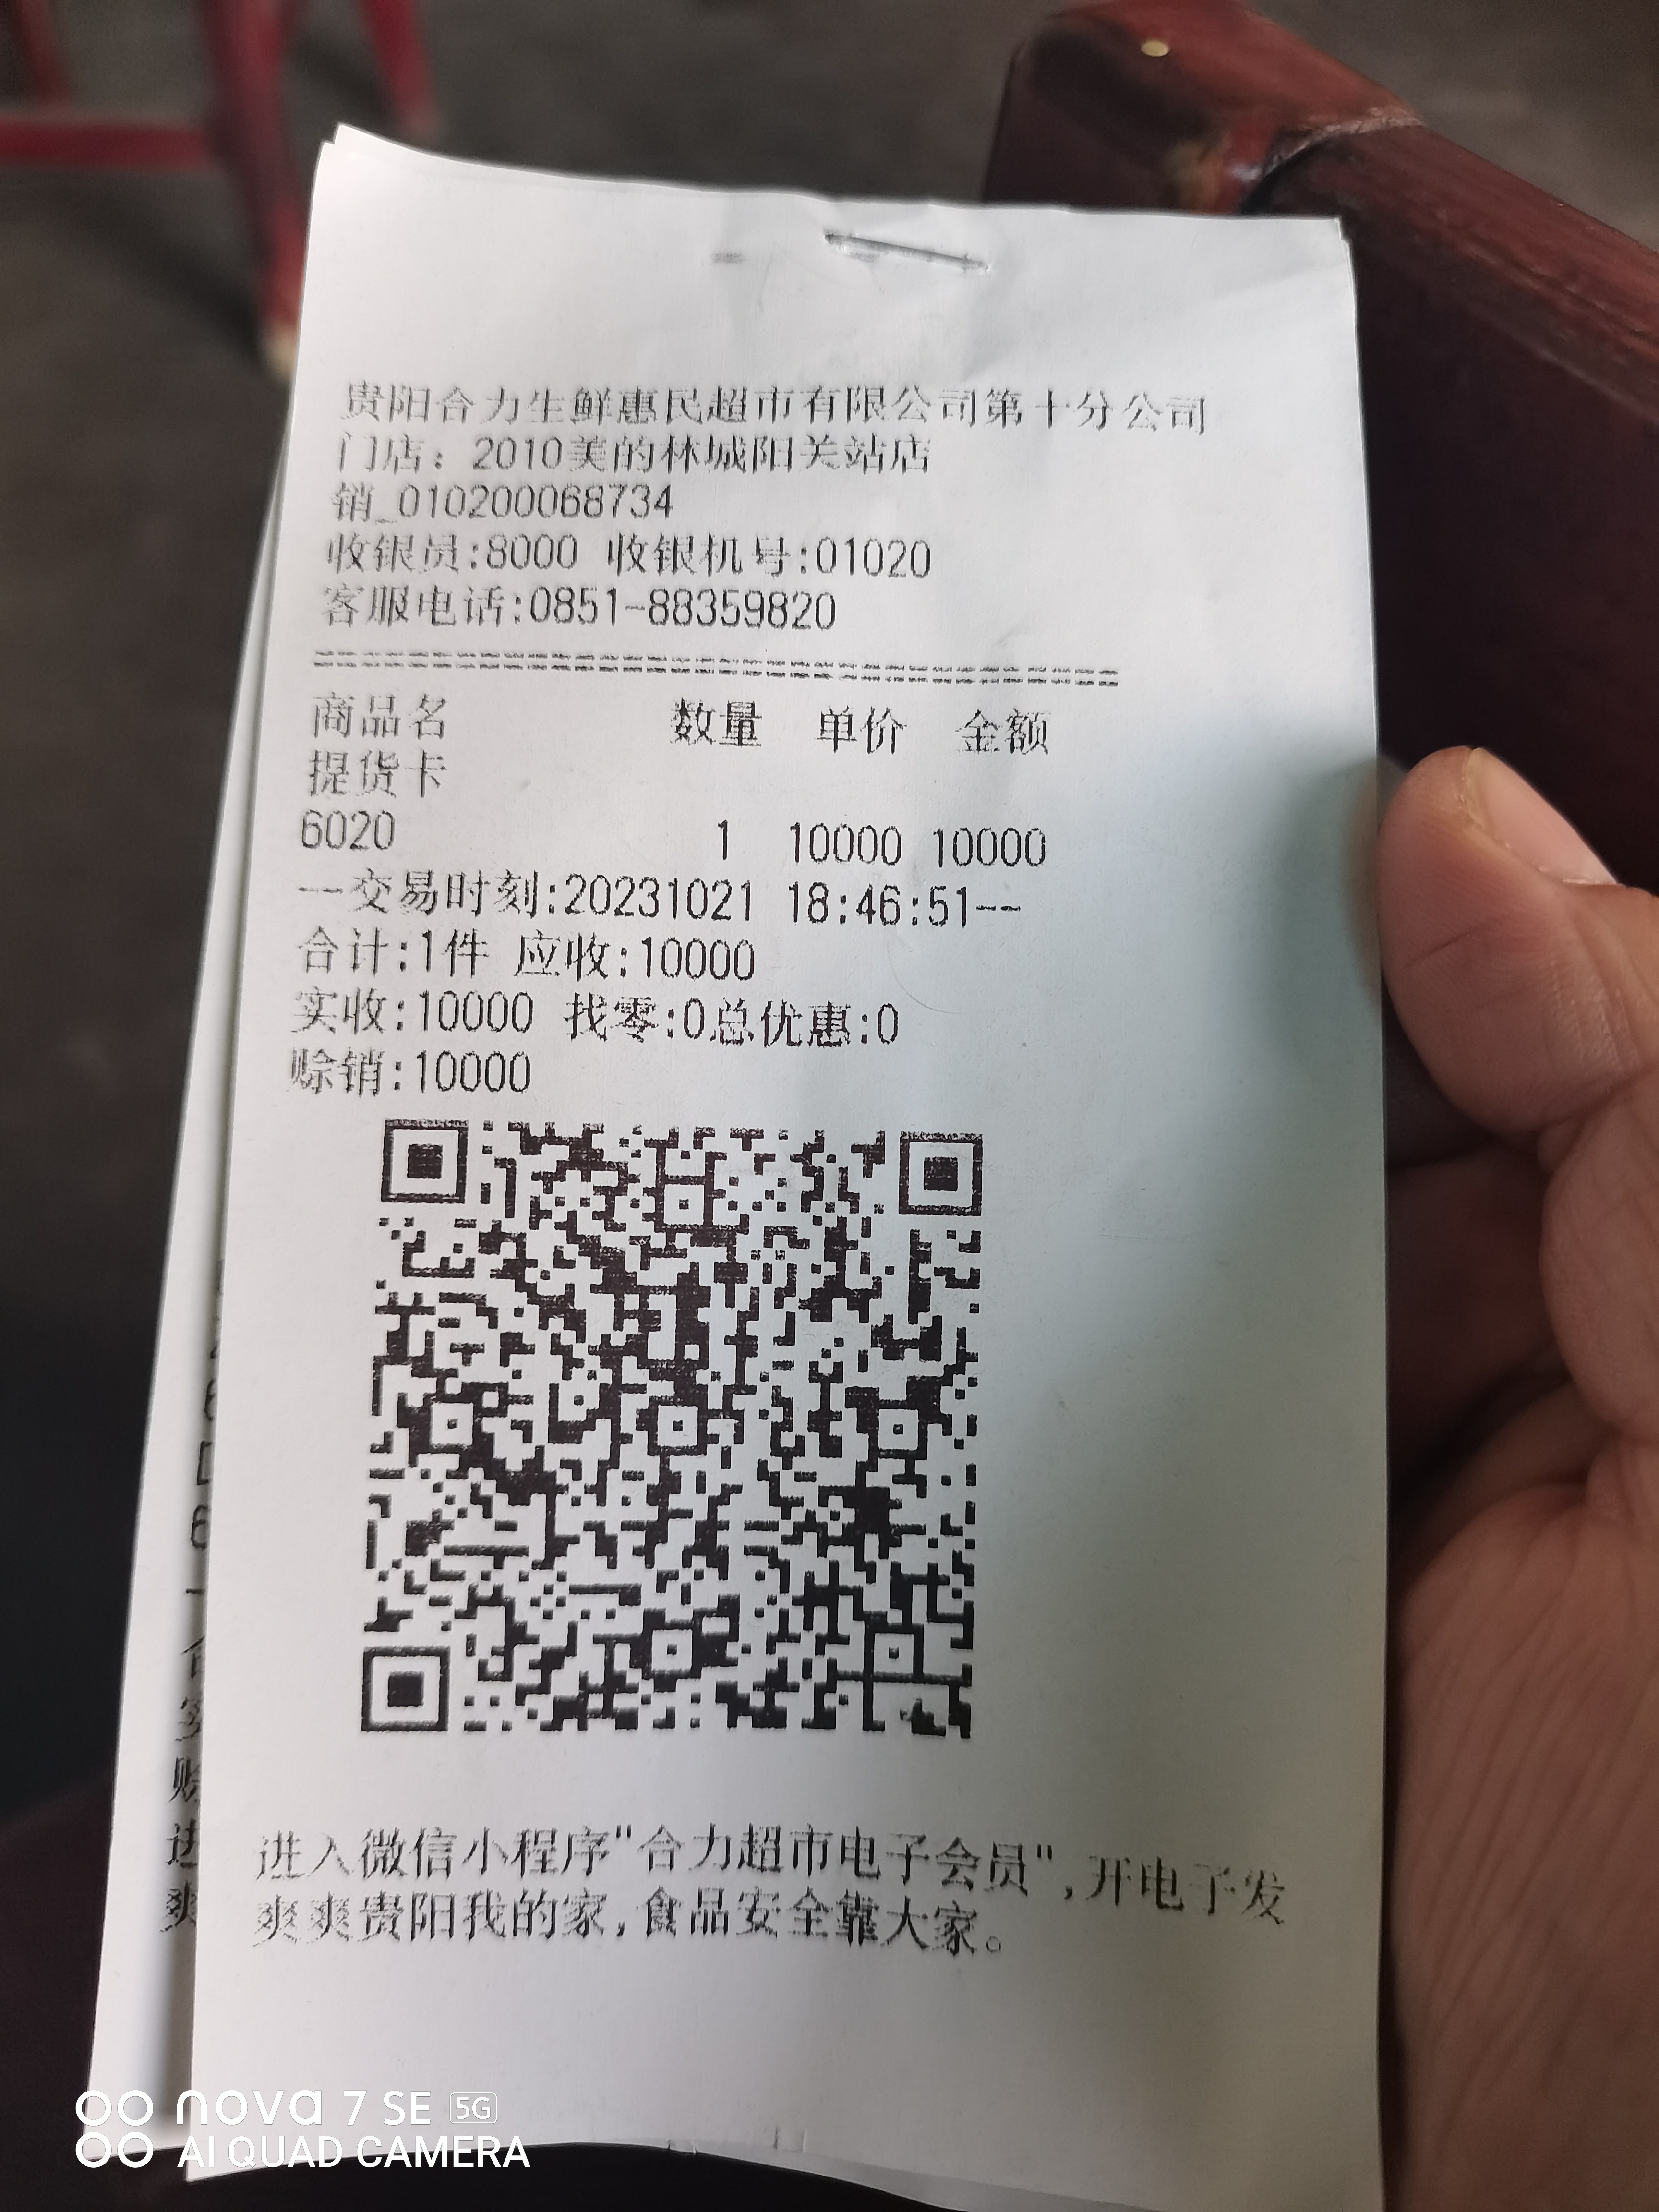 贵阳合力生鲜惠民超市有限公司第十分公司
门店：2010美的林城阳关站店
销_010200068734
收银员:8000 收银机号:01020
客服电话:0851-88359820
商品名 数量 单价 金额
提货卡
6020 1 10000 10000
--交易时刻:20231021 18:46:51--
合计:1件 应收:10000
实收:10000 找零:0总优惠:0
赊销:10000
进入微信小程序"合力超市电子会员",开电子发
爽爽贵阳我的家,食品安全靠大家。
nova 7 SE 5G
AI QUAD CAMERA